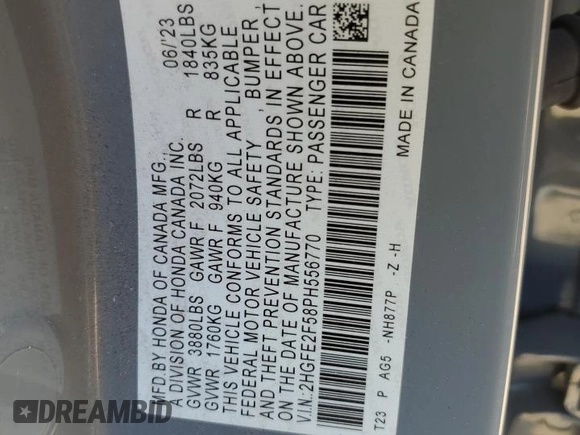 MFD BY HONDA OF CANADA MFG., 06/'23
A DIVISION OF HONDA CANADA INC.
GVWR 3880LBS GAWR F 2072LBS R 1840LBS
GVWR 1760KG GAWR F 940KG R 835KG
THIS VEHICLE CONFORMS TO ALL APPLICABLE
FEDERAL MOTOR VEHICLE SAFETY , BUMPER ,
AND THEFT PREVENTION STANDARDS IN EFFECT
ON THE DATE OF MANUFACTURE SHOWN ABOVE.
V.I.N.:2HGFE2F58PH556770 TYPE: PASSENGER CAR
T23 P AG5 -NH877P -Z -H MADE IN CANADA
DREAMBID